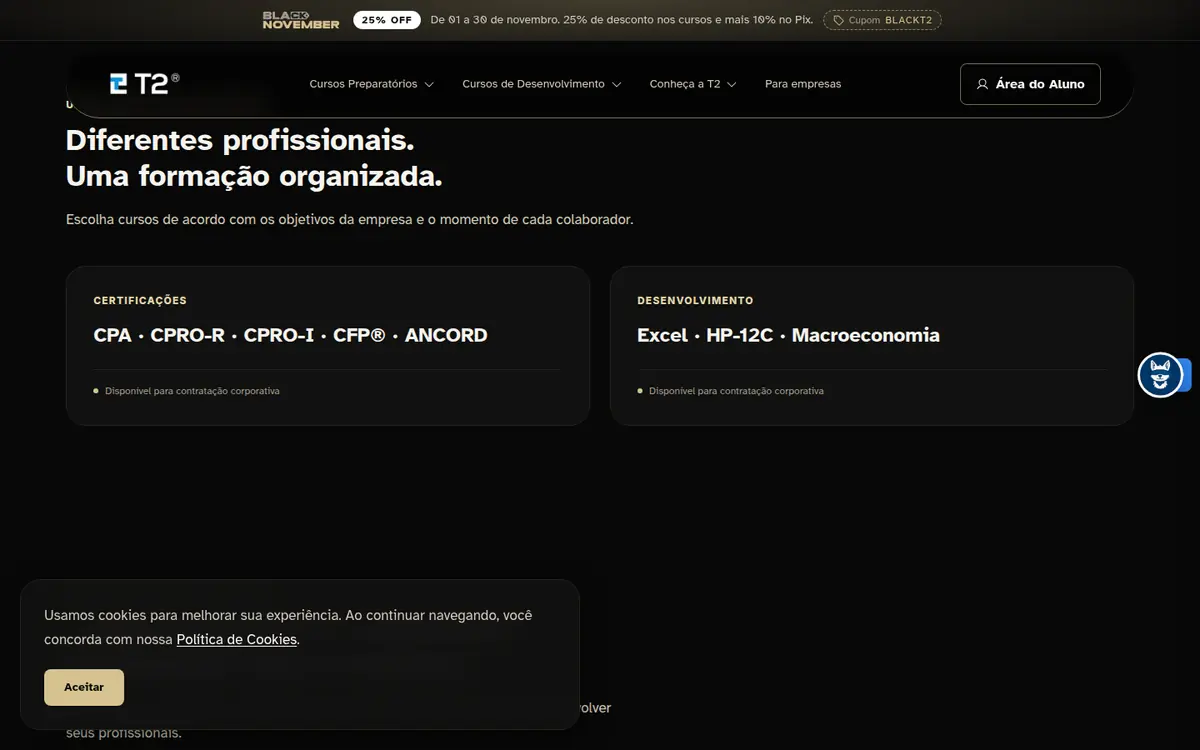 BLACK
NOVEMBER
25% OFF
De 01 a 30 de novembro. 25% de desconto nos cursos e mais 10% no Pix.
Cupom BLACKT2
T2®
Cursos Preparatórios
Cursos de Desenvolvimento
Conheça a T2
Para empresas
Área do Aluno
Diferentes profissionais.
Uma formação organizada.
Escolha cursos de acordo com os objetivos da empresa e o momento de cada colaborador.
CERTIFICAÇÕES
CPA · CPRO-R · CPRO-I · CFP® · ANCORD
Disponível para contratação corporativa
DESENVOLVIMENTO
Excel · HP-12C · Macroeconomia
Disponível para contratação corporativa
Usamos cookies para melhorar sua experiência. Ao continuar navegando, você
concorda com nossa Política de Cookies.
Aceitar
seus profissionais.